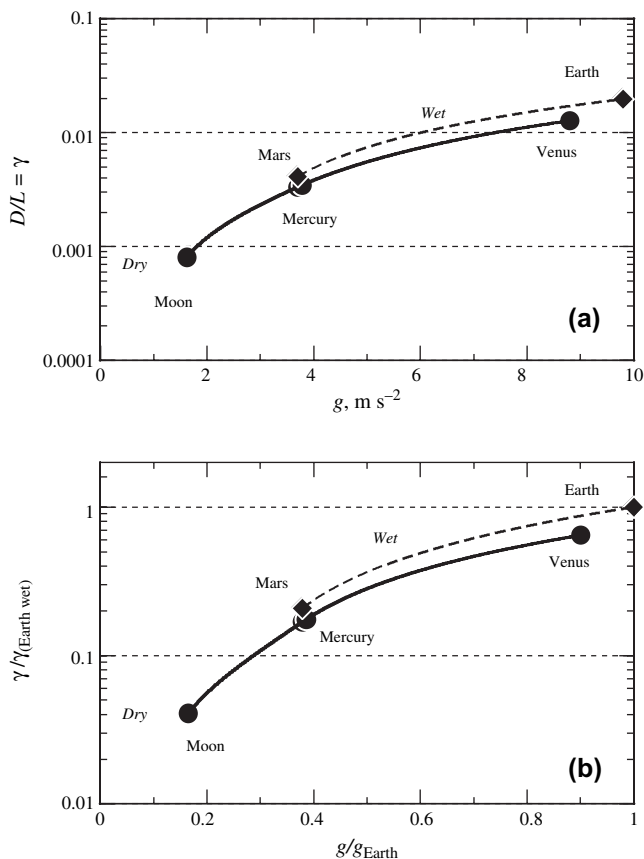 0.1
Earth
Wet
0.01
Mars
Venus
D/L = γ
Mercury
0.001
Dry
Moon
(a)
0.0001
0 2 4 6 8 10
g, m s⁻²
Earth
1
Wet
Mars
Venus
γ/γ(Earth wet)
Mercury
0.1
Dry
Moon
(b)
0.01
0 0.2 0.4 0.6 0.8 1
g/gEarth